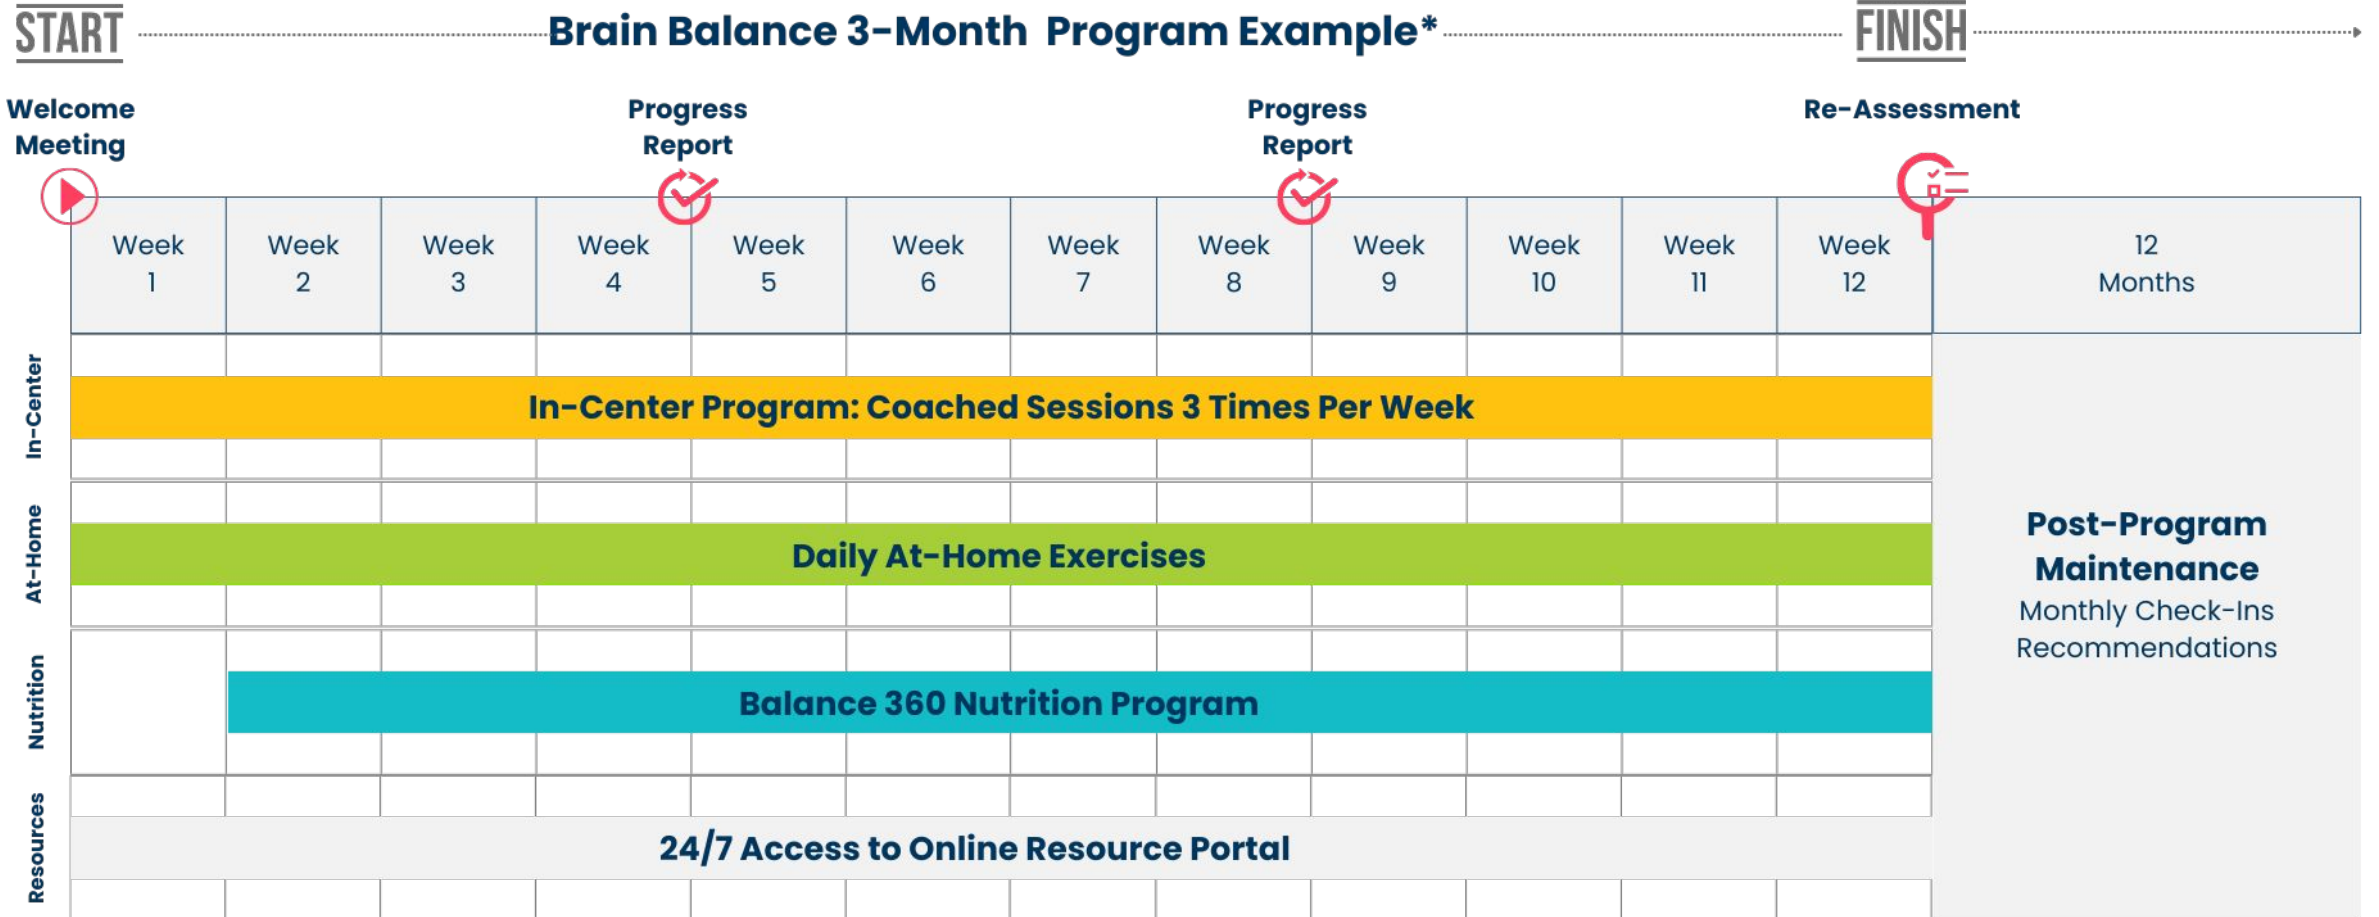 START
Brain Balance 3-Month Program Example*
FINISH
Welcome
Meeting
Progress
Report
Progress
Report
Re-Assessment
Week
1
Week
2
Week
3
Week
4
Week
5
Week
6
Week
7
Week
8
Week
9
Week
10
Week
11
Week
12
12
Months
In-Center
In-Center Program: Coached Sessions 3 Times Per Week
At-Home
Daily At-Home Exercises
Nutrition
Balance 360 Nutrition Program
Resources
24/7 Access to Online Resource Portal
Post-Program
Maintenance
Monthly Check-Ins
Recommendations